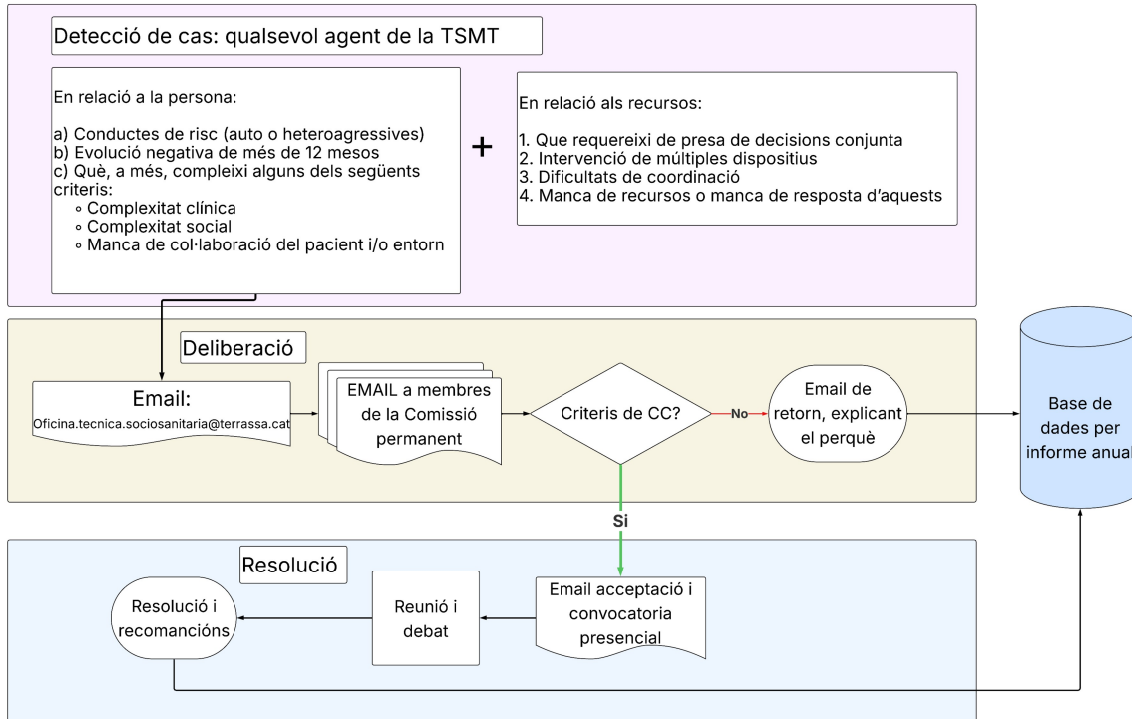 Detecció de cas: qualsevol agent de la TSMT
En relació a la persona:
a) Conductes de risc (auto o heteroagressives)
b) Evolució negativa de més de 12 mesos
c) Què, a més, compleixi alguns dels següents
criteris:
∘ Complexitat clínica
∘ Complexitat social
∘ Manca de col·laboració del pacient i/o entorn
+
En relació als recursos:
1. Que requereixi de presa de decisions conjunta
2. Intervenció de múltiples dispositius
3. Dificultats de coordinació
4. Manca de recursos o manca de resposta d'aquests
Deliberació
Email:
Oficina.tecnica.sociosanitaria@terrassa.cat
EMAIL a membres
de la Comissió
permanent
Criteris de CC?
No
Email de
retorn, explicant
el perquè
Base de
dades per
informe anual
Si
Resolució
Email acceptació i
convocatoria
presencial
Reunió i
debat
Resolució i
recomancións